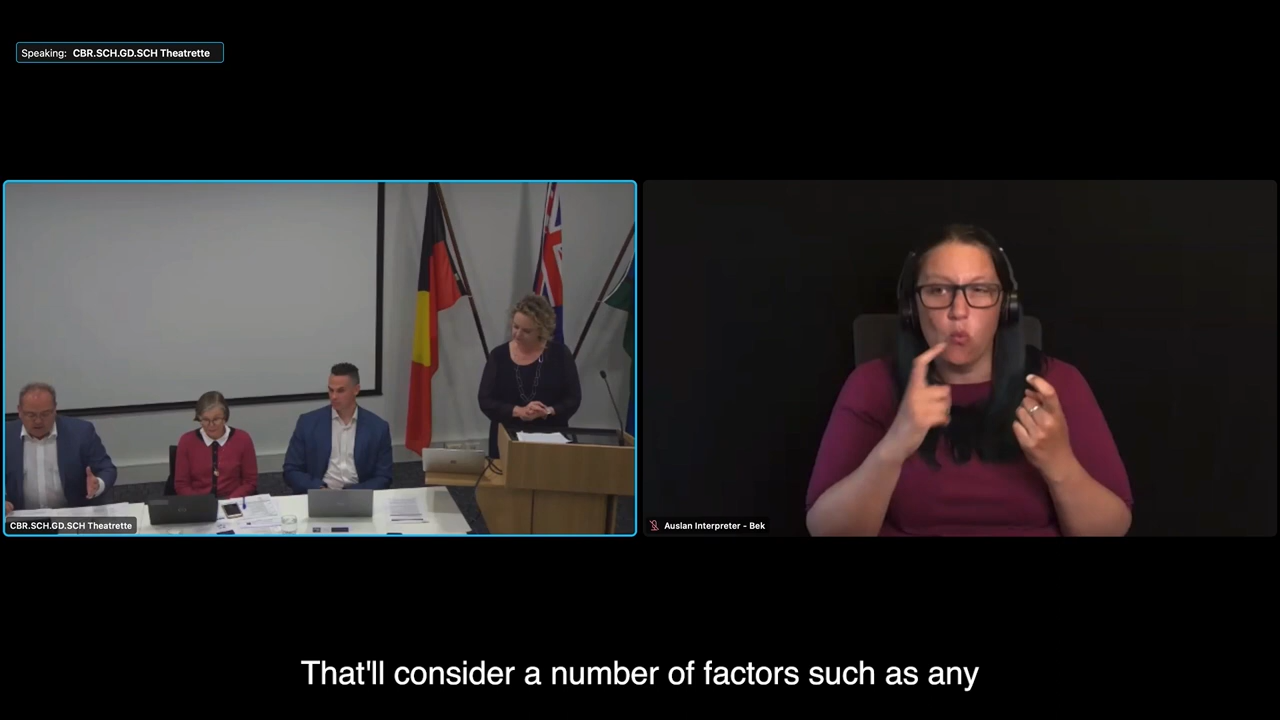 Speaking: CBR.SCH.GD.SCH Theatrette
CBR.SCH.GD.SCH Theatrette
Auslan Interpreter - Bek
That'll consider a number of factors such as any